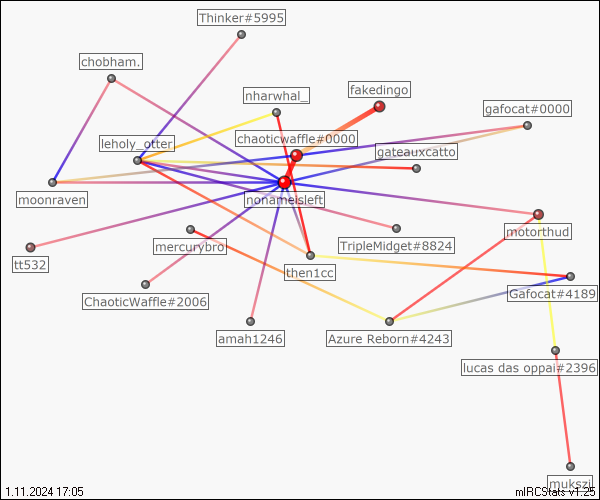 Thinker#5995
chobham.
fakedingo
nharwhal_
gafocat#0000
chaoticwaffle#0000
leholy_otter
gateauxcatto
moonraven
nonameisleft
motorthud
TripleMidget#8824
mercurybro
tt532
then1cc
Gafocat#4189
ChaoticWaffle#2006
amah1246
Azure Reborn#4243
lucas das oppai#2396
mukszi
1.11.2024 17:05
mIRCStats v1.25